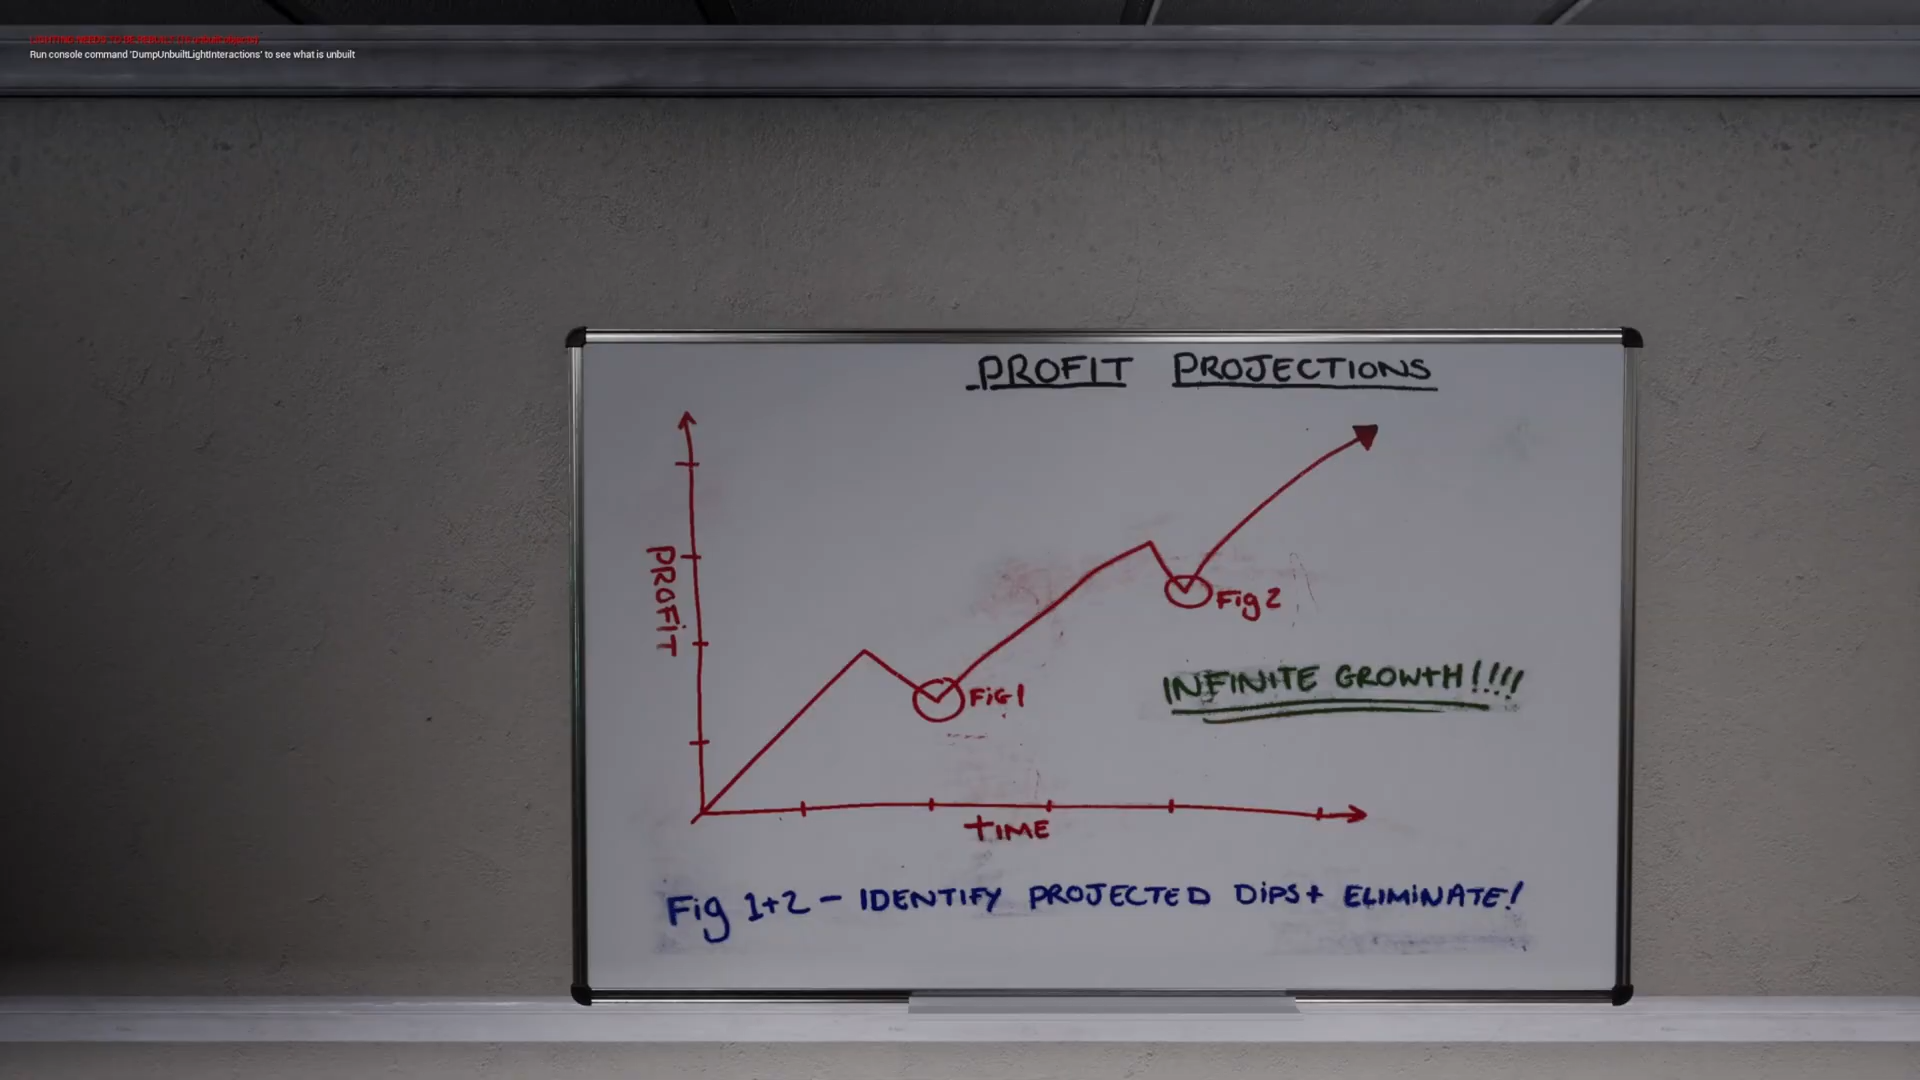 Run console command 'DumpUnbuiltLightInteractions' to see what is unbuilt
PROFIT PROJECTIONS
PROFIT
Fig 2
FiG 1
INFINITE GROWTH!!!!
TIME
Fig 1+2 - IDENTIFY PROJECTED DIPS + ELIMINATE!